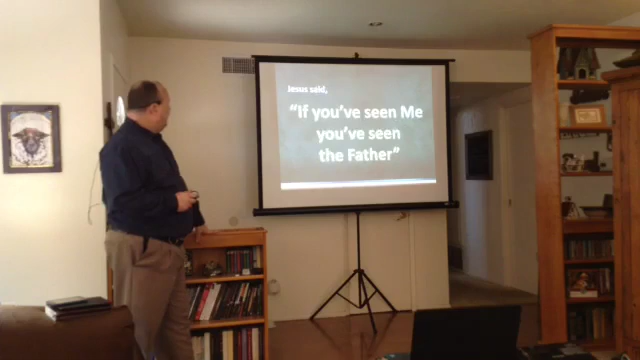 Jesus said,
“If you’ve seen Me
you’ve seen
the Father”